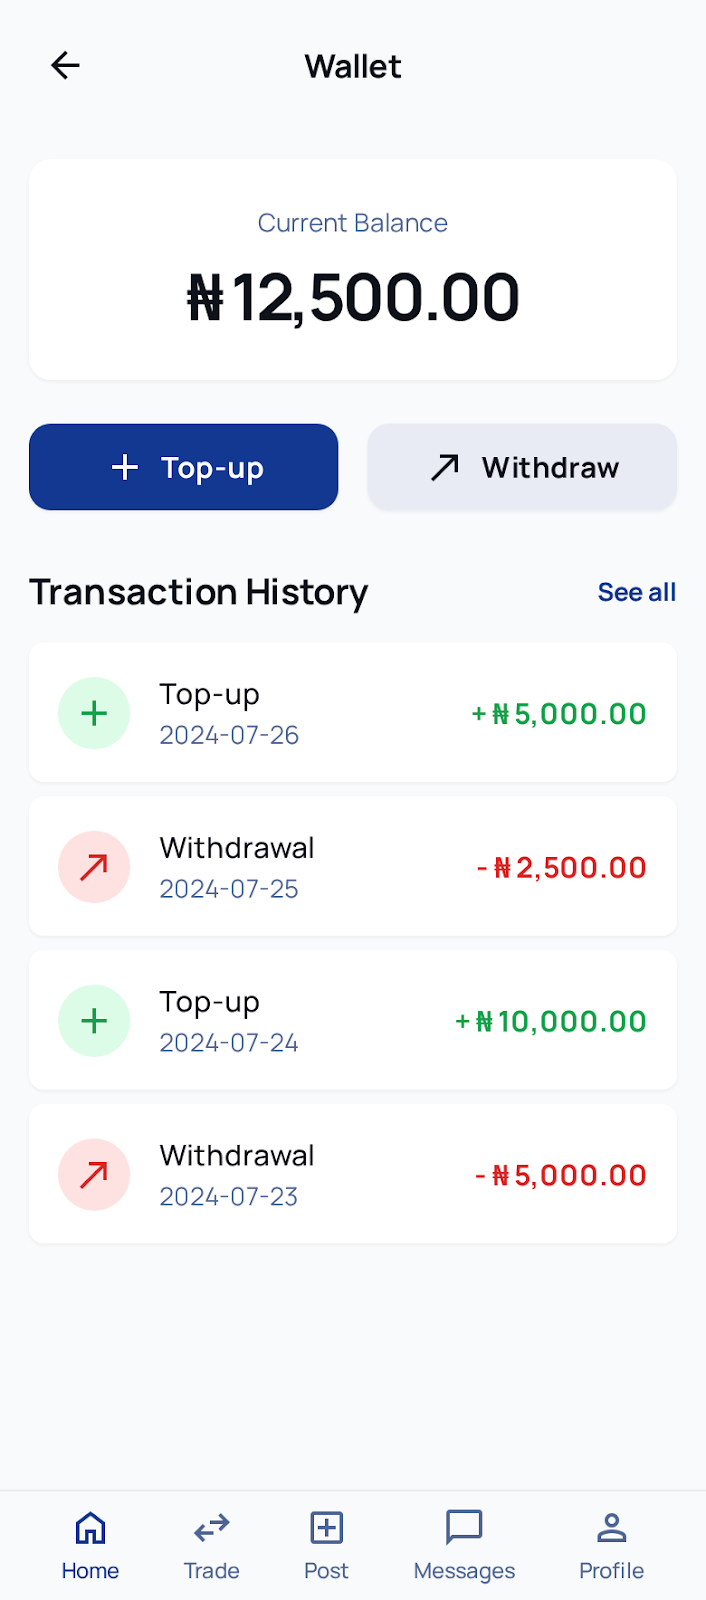 Wallet
Current Balance
₦12,500.00
Top-up
Withdraw
Transaction History
See all
Top-up
2024-07-26
+₦5,000.00
Withdrawal
2024-07-25
-₦2,500.00
Top-up
2024-07-24
+₦10,000.00
Withdrawal
2024-07-23
-₦5,000.00
Home
Trade
Post
Messages
Profile